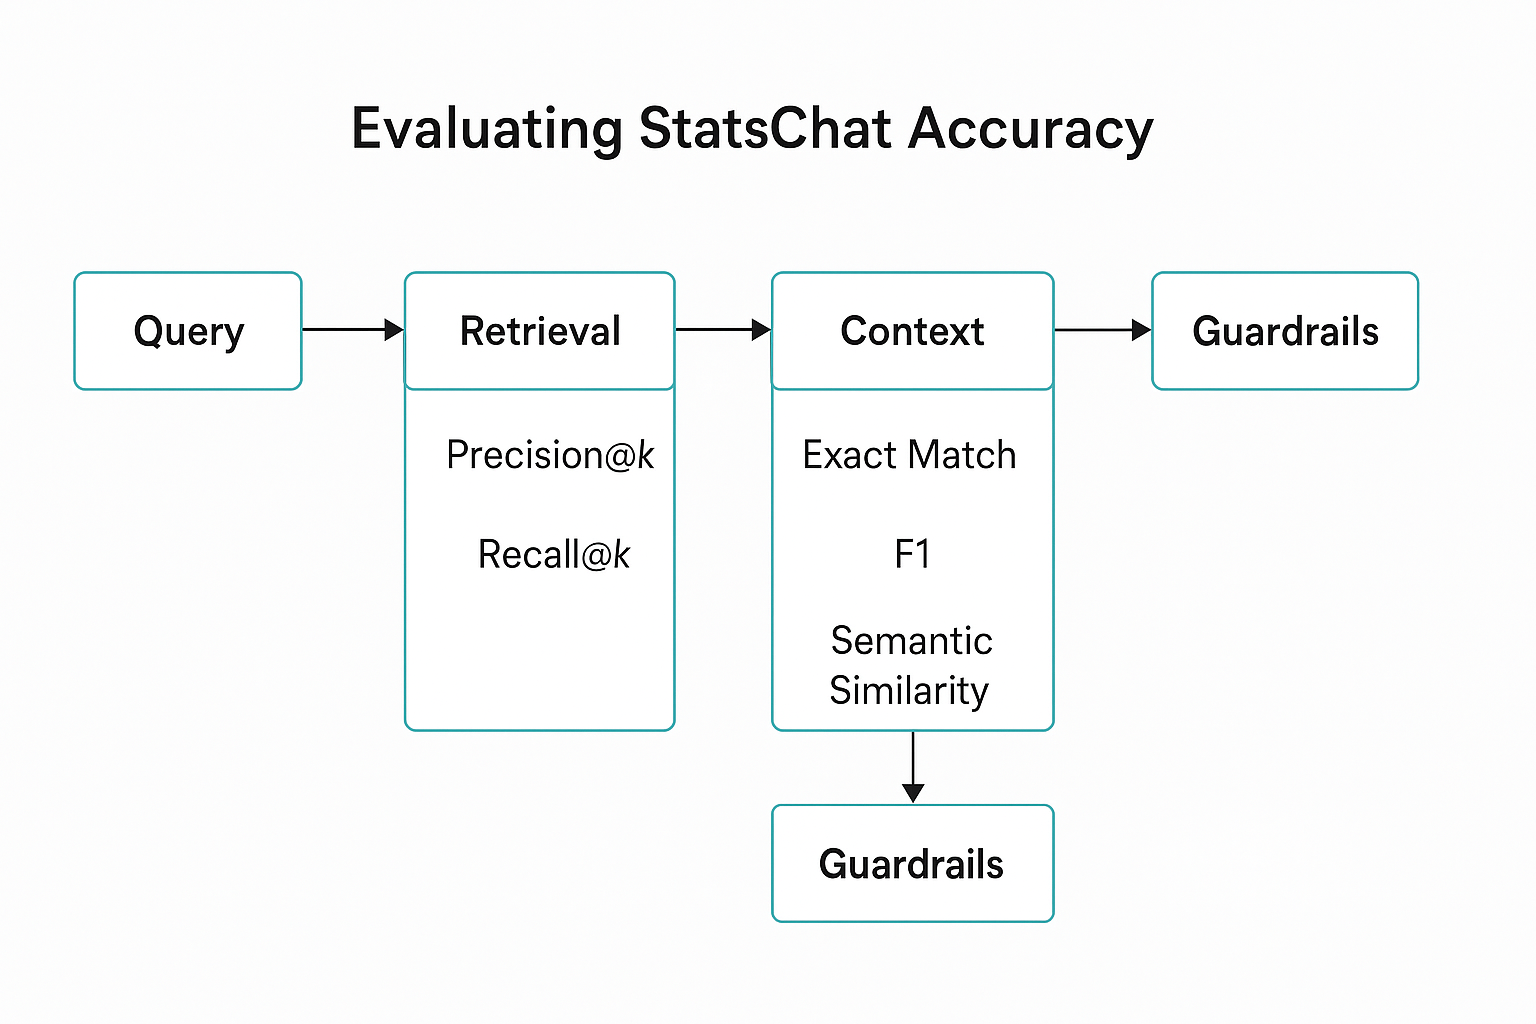 Evaluating StatsChat Accuracy
Query
Retrieval
Context
Guardrails
Precision@k
Recall@k
Exact Match
F1
Semantic
Similarity
Guardrails